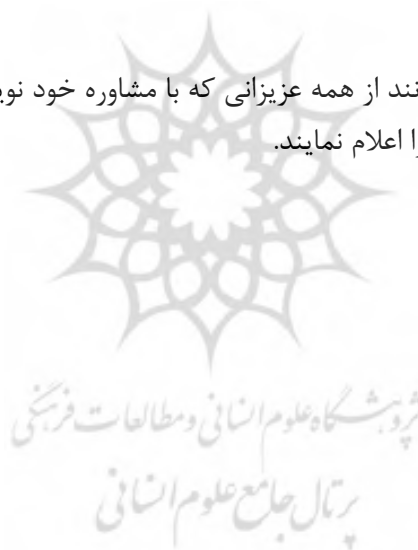 نند از همه عزیزانی که با مشاوره خود نوی
را اعلام نمایند.
پژوهشگاه علوم انسانی و مطالعات فرهنگی
پرتال جامع علوم انسانی